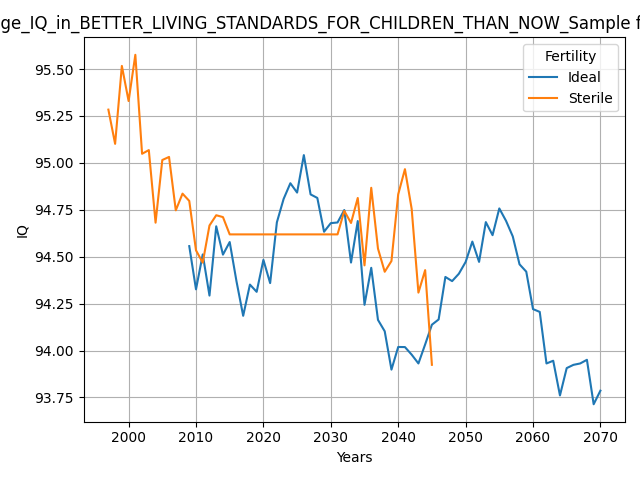 ge_IQ_in_BETTER_LIVING_STANDARDS_FOR_CHILDREN_THAN_NOW_Sample f
Fertility
Ideal
Sterile
95.50
95.25
95.00
94.75
94.50
94.25
94.00
93.75
IQ
2000 2010 2020 2030 2040 2050 2060 2070
Years